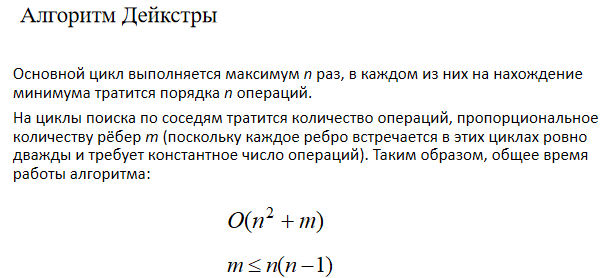 Алгоритм Дейкстры
Основной цикл выполняется максимум n раз, в каждом из них на нахождение
минимума тратится порядка n операций.
На циклы поиска по соседям тратится количество операций, пропорциональное
количеству рёбер m (поскольку каждое ребро встречается в этих циклах ровно
дважды и требует константное число операций). Таким образом, общее время
работы алгоритма:
O(n² + m)
m ≤ n(n − 1)